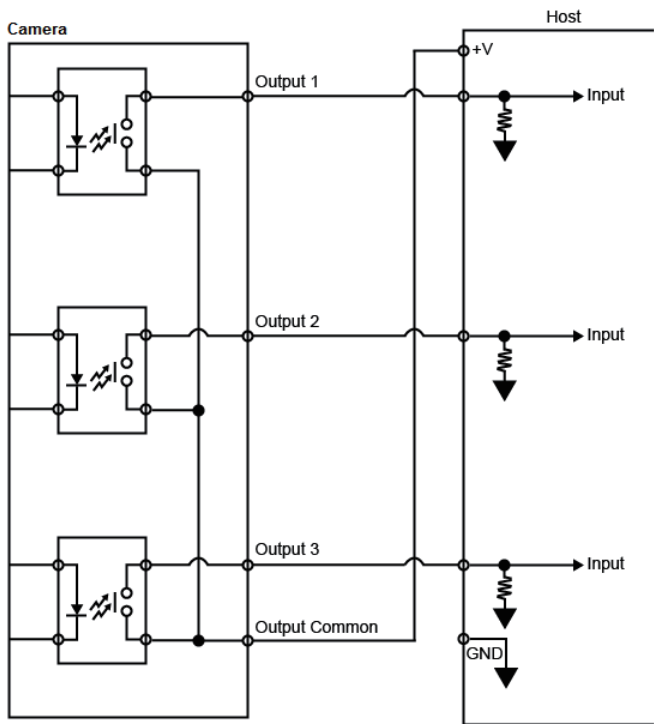 Camera
Host
+V
Output 1
Input
Output 2
Input
Output 3
Input
Output Common
GND